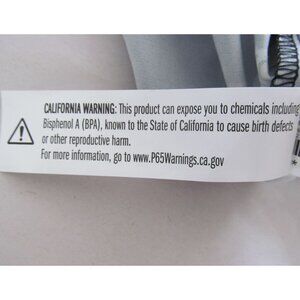 CALIFORNIA WARNING: This product can expose you to chemicals including
Bisphenol A (BPA), known to the State of California to cause birth defects
or other reproductive harm.
For more information, go to www.P65Warnings.ca.gov